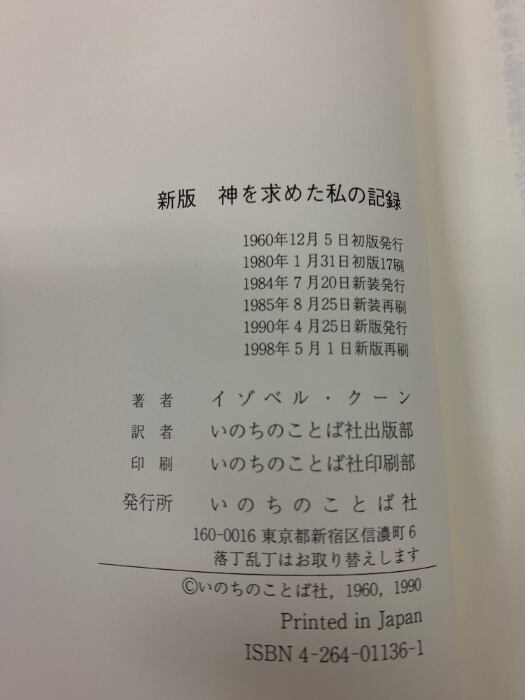 新版 神を求めた私の記録
1960年12月5日初版発行
1980年1月31日初版17刷
1984年7月20日新装発行
1985年8月25日新装再刷
1990年4月25日新版発行
1998年5月1日新版再刷
著者 イゾベル・クーン
訳者 いのちのことば社出版部
印刷 いのちのことば社印刷部
発行所 いのちのことば社
160-0016 東京都新宿区信濃町6
落丁乱丁はお取り替えします
©いのちのことば社, 1960, 1990
Printed in Japan
ISBN 4-264-01136-1